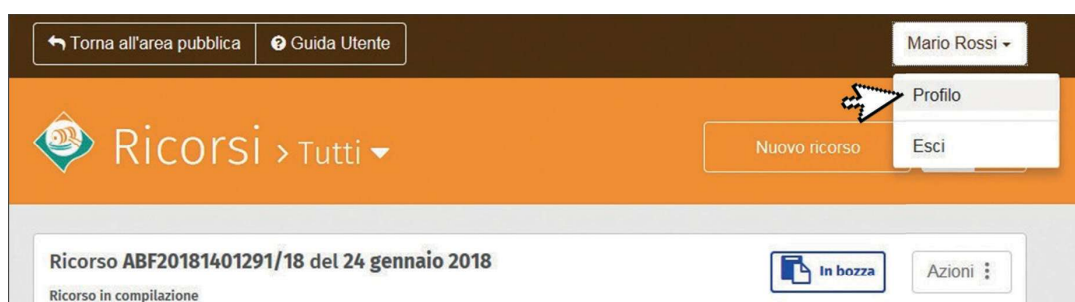 Torna all'area pubblica Guida Utente Mario Rossi
Profilo
Ricorsi > Tutti Nuovo ricorso Esci
Ricorso ABF20181401291/18 del 24 gennaio 2018 In bozza Azioni
Ricorso in compilazione